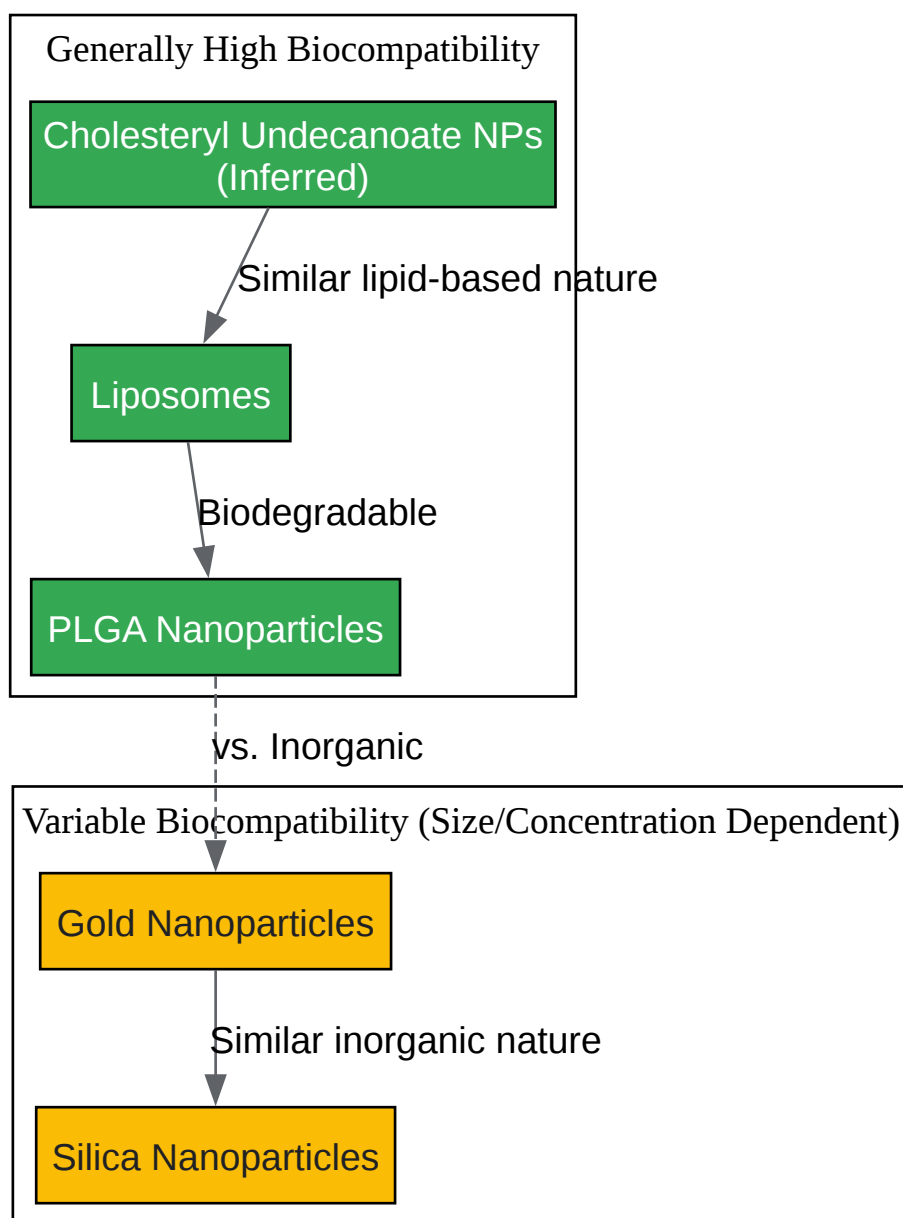 Generally High Biocompatibility
Cholesteryl Undecanoate NPs
(Inferred)
Similar lipid-based nature
Liposomes
Biodegradable
PLGA Nanoparticles
vs. Inorganic
Variable Biocompatibility (Size/Concentration Dependent)
Gold Nanoparticles
Similar inorganic nature
Silica Nanoparticles